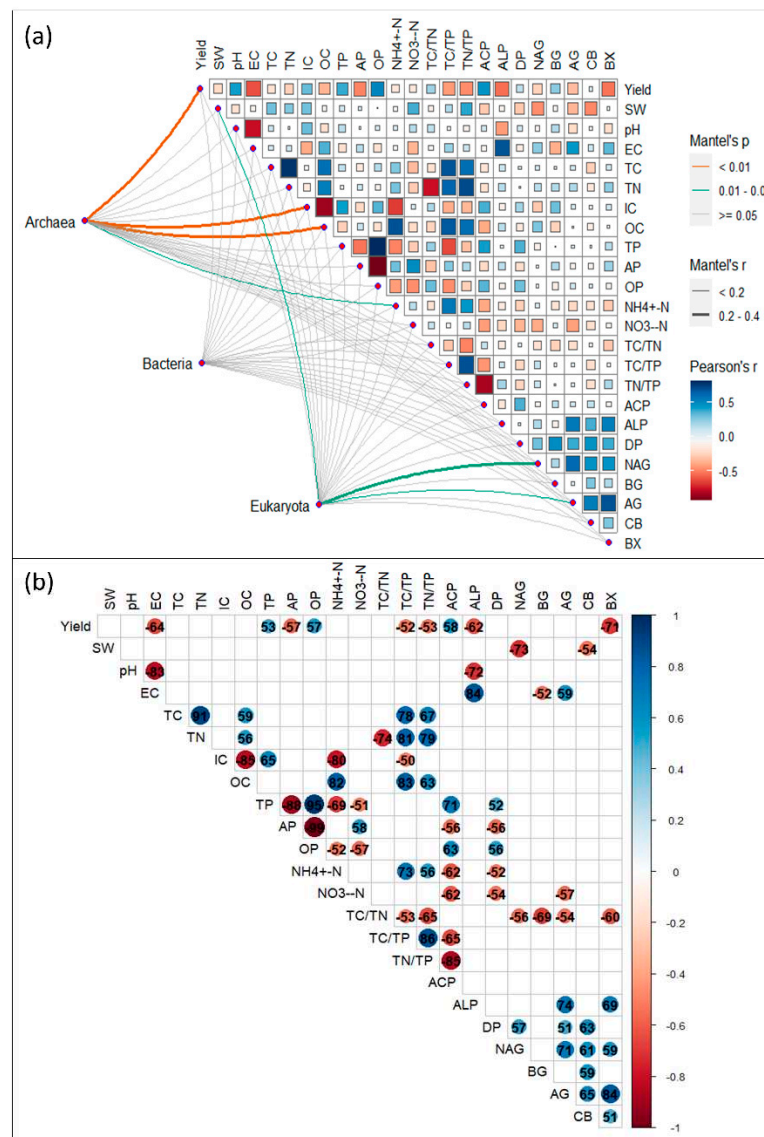 (a)
Yield SW pH EC TC TN IC OC TP AP OP NH4+-N NO3--N TC/TN TC/TP TN/TP ACP ALP DP NAG BG AG CB BX
Yield
SW
pH
EC
TC
TN
IC
OC
TP
AP
OP
NH4+-N
NO3--N
TC/TN
TC/TP
TN/TP
ACP
ALP
DP
NAG
BG
AG
CB
BX
Archaea
Bacteria
Eukaryota
Mantel's p
< 0.01
0.01 - 0.0
>= 0.05
Mantel's r
< 0.2
0.2 - 0.4
Pearson's r
0.5
0.0
-0.5
(b)
SW pH EC TC TN IC OC TP AP OP NH4+-N NO3--N TC/TN TC/TP TN/TP ACP ALP DP NAG BG AG CB BX
Yield -64 53 -57 57 -52 -53 58 -62 -71
SW -73 -54
pH -83 -72
EC 84 -52 59
TC 91 59 78 67
TN 56 -74 81 79
IC -85 65 -80 -50
OC 82 83 63
TP -88 95 -69 -51 71 52
AP -99 58 -56 -56
OP -52 -57 63 56
NH4+-N 73 56 -62 -52
NO3--N -62 -54 -57
TC/TN -53 -65 -56 -69 -54 -60
TC/TP 86 -65
TN/TP -85
ACP
ALP 74 69
DP 57 51 63
NAG 71 61 59
BG 59
AG 65 84
CB 51
1
0.8
0.6
0.4
0.2
0
-0.2
-0.4
-0.6
-0.8
-1